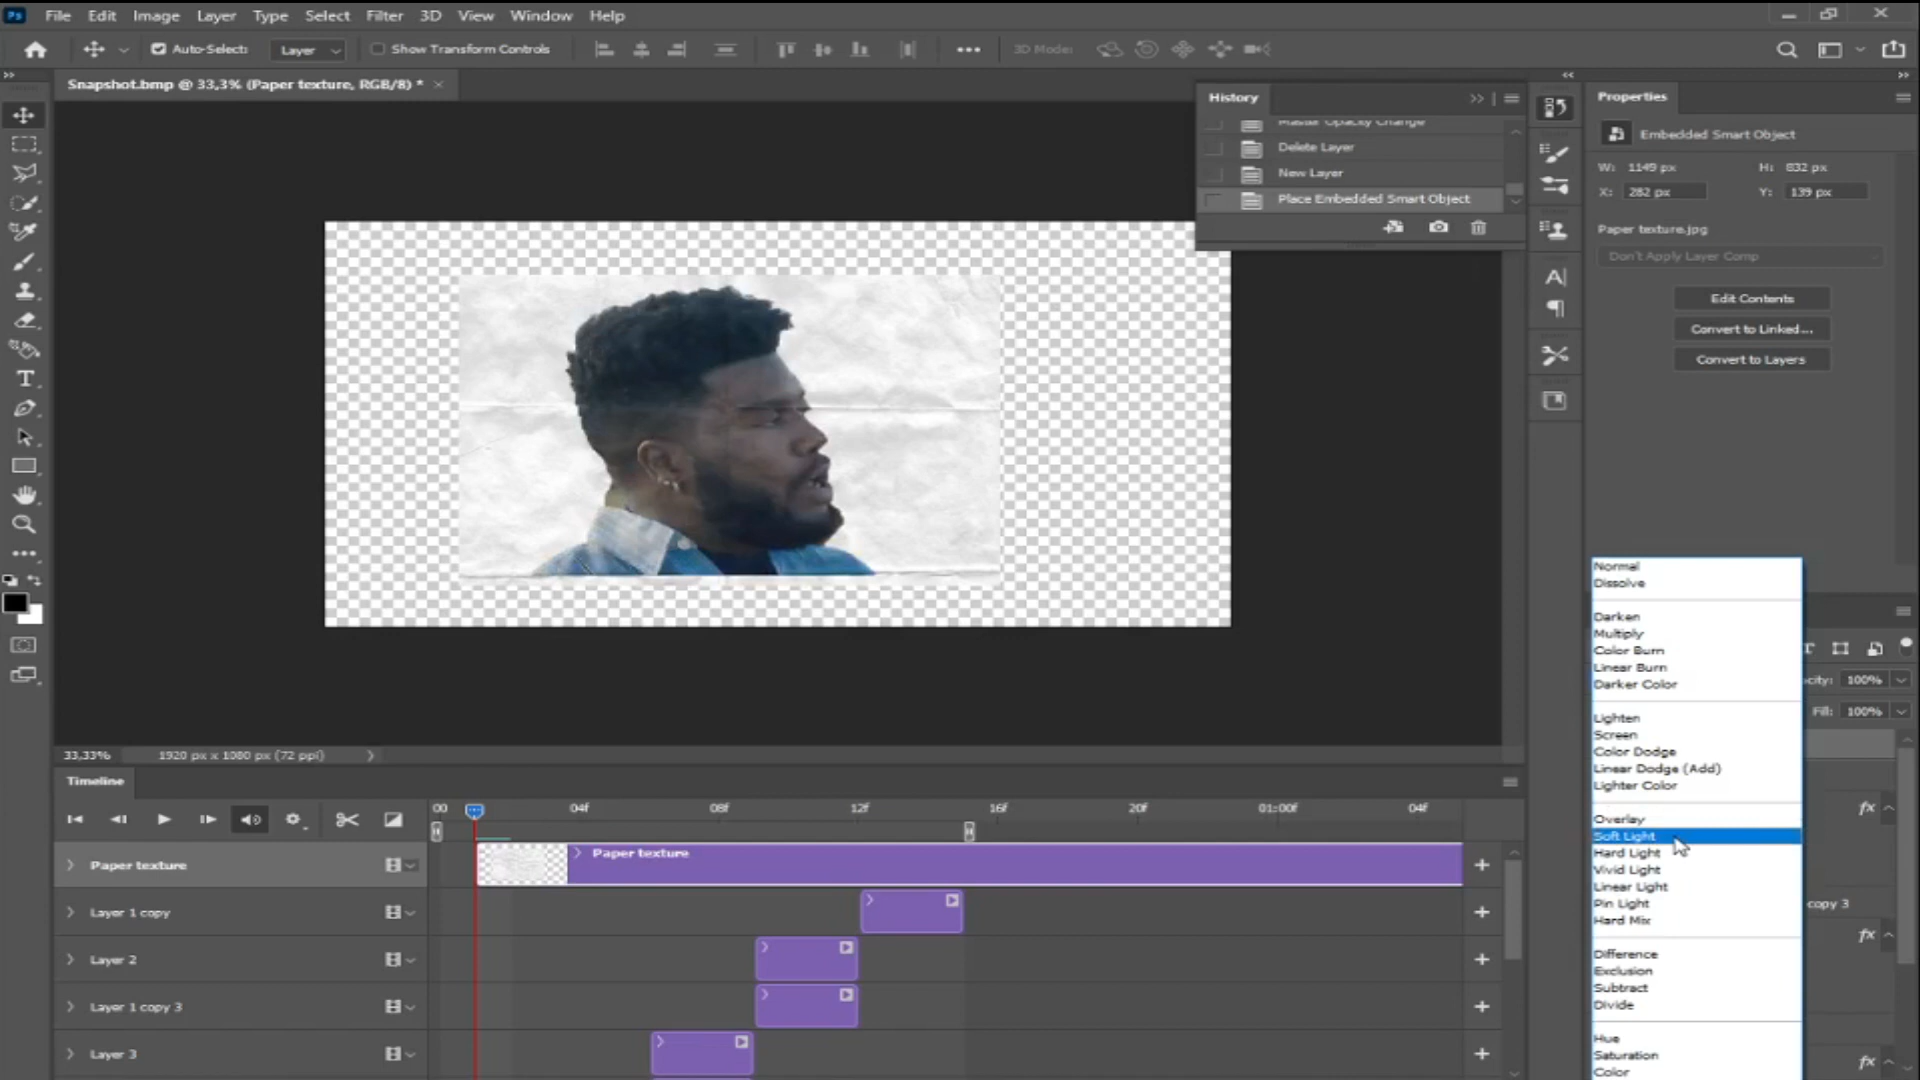 Ps File Edit Image Layer Type Select Filter 3D View Window Help
Auto-Select: Layer Show Transform Controls 3D Mode:
Snapshot.bmp @ 33,3% (Paper texture, RGB/8) *
History
Master Opacity Change
Delete Layer
New Layer
Place Embedded Smart Object
Properties
Embedded Smart Object
W: 1149 px H: 832 px
X: 282 px Y: 139 px
Paper texture.jpg
Don't Apply Layer Comp
Edit Contents
Convert to Linked...
Convert to Layers
Normal
Dissolve
Darken
Multiply
Color Burn
Linear Burn
Darker Color
Lighten
Screen
Color Dodge
Linear Dodge (Add)
Lighter Color
Overlay
Soft Light
Hard Light
Vivid Light
Linear Light
Pin Light
Hard Mix
Difference
Exclusion
Subtract
Divide
Hue
Saturation
Color
city: 100%
Fill: 100%
fx
copy 3
fx
fx
33,33% 1920 px x 1080 px (72 ppi)
Timeline
00 04f 08f 12f 16f 20f 01:00f 04f
Paper texture Paper texture
Layer 1 copy
Layer 2
Layer 1 copy 3
Layer 3